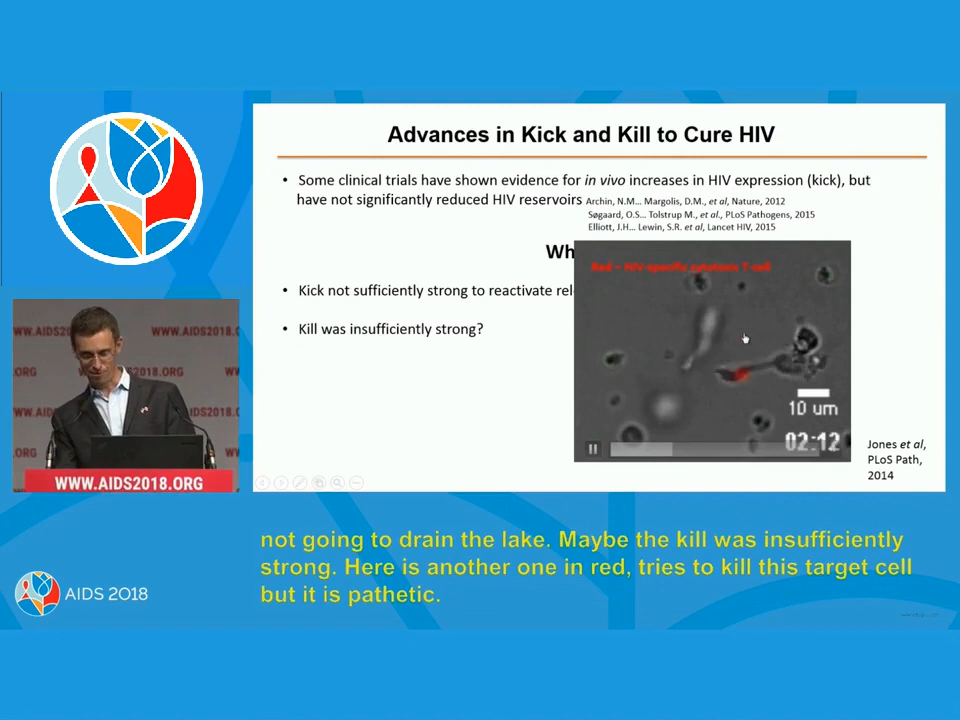 Advances in Kick and Kill to Cure HIV
• Some clinical trials have shown evidence for in vivo increases in HIV expression (kick), but
have not significantly reduced HIV reservoirs Archin, N.M... Margolis, D.M., et al, Nature, 2012
Søgaard, O.S... Tolstrup M., et al., PLoS Pathogens, 2015
Elliott, J.H... Lewin, S.R. et al, Lancet HIV, 2015
Wh
Red – HIV-specific cytotoxic T-cell
• Kick not sufficiently strong to reactivate rel
• Kill was insufficiently strong?
10 um
02:12
Jones et al,
PLoS Path,
2014
WWW.AIDS2018.ORG
WWW.AIDS2018.ORG
not going to drain the lake. Maybe the kill was insufficiently
strong. Here is another one in red, tries to kill this target cell
but it is pathetic.
AIDS 2018